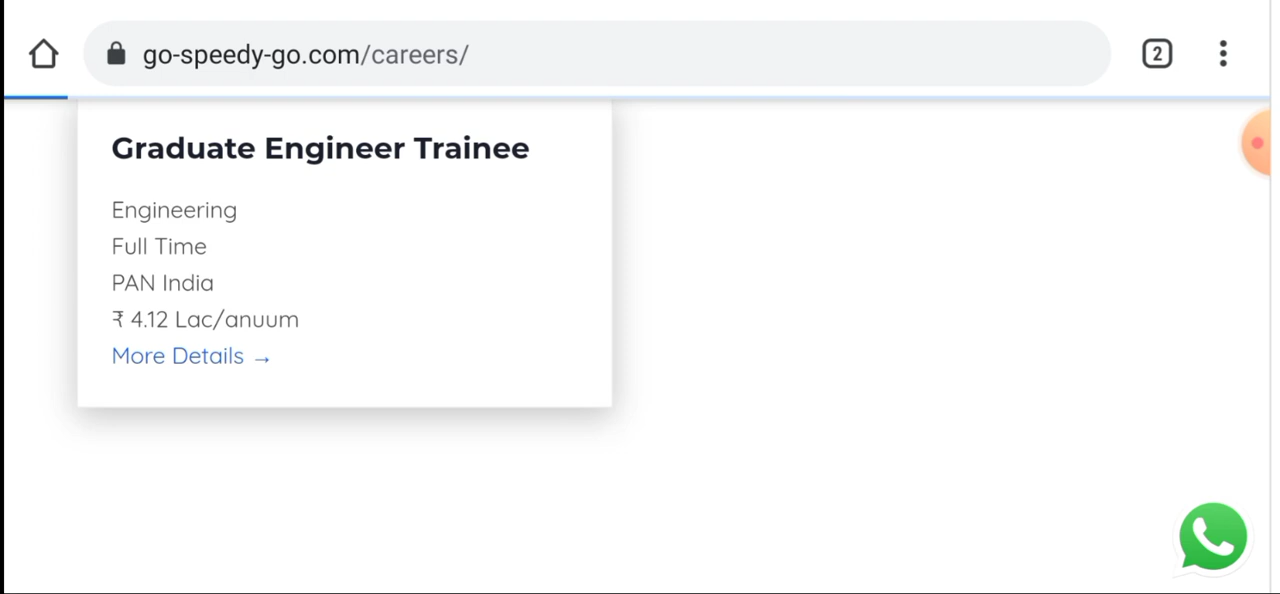 go-speedy-go.com/careers/
2
Graduate Engineer Trainee
Engineering
Full Time
PAN India
₹ 4.12 Lac/anuum
More Details →